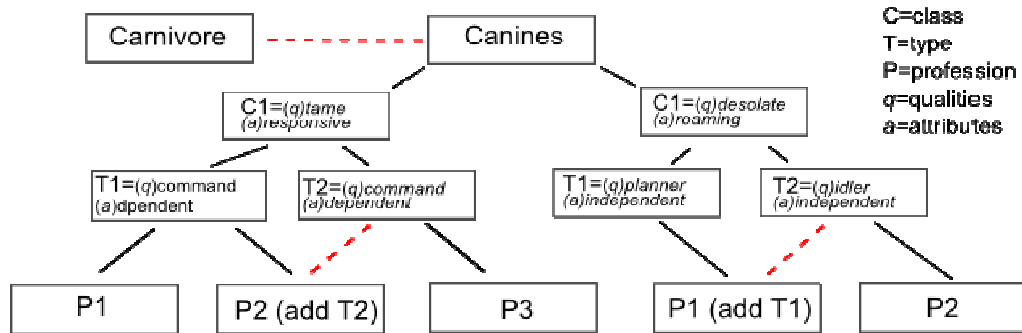 Carnivore
Canines
C=class
T=type
P=profession
q=qualities
a=attributes
C1=(q)tame
(a)responsive
C1=(q)desolate
(a)roaming
T1=(q)command
(a)dpendent
T2=(q)command
(a)dependent
T1=(q)planner
(a)independent
T2=(q)idler
(a)independent
P1
P2 (add T2)
P3
P1 (add T1)
P2